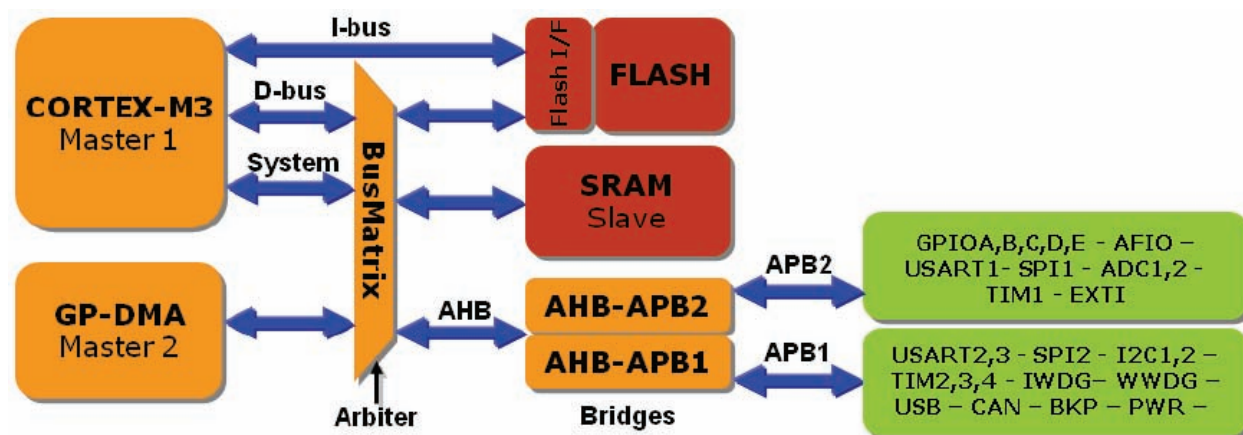 I-bus
D-bus
System
CORTEX-M3
Master 1
GP-DMA
Master 2
BusMatrix
Arbiter
Flash I/F
FLASH
SRAM
Slave
AHB
AHB-APB2
AHB-APB1
Bridges
APB2
APB1
GPIOA,B,C,D,E - AFIO –
USART1- SPI1 - ADC1,2 -
TIM1 - EXTI
USART2,3 - SPI2 - I2C1,2 –
TIM2,3,4 - IWDG– WWDG –
USB – CAN – BKP – PWR –